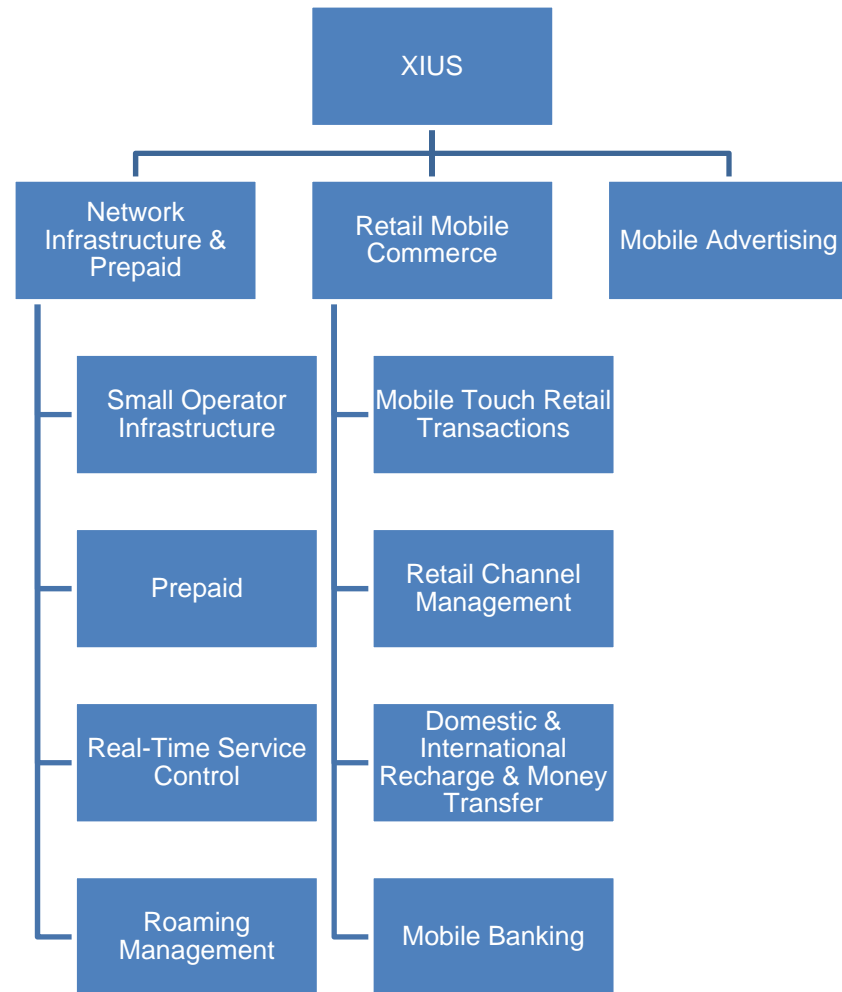 XIUS
Network
Infrastructure &
Prepaid
Retail Mobile
Commerce
Mobile Advertising
Small Operator
Infrastructure
Mobile Touch Retail
Transactions
Prepaid
Retail Channel
Management
Real-Time Service
Control
Domestic &
International
Recharge & Money
Transfer
Roaming
Management
Mobile Banking